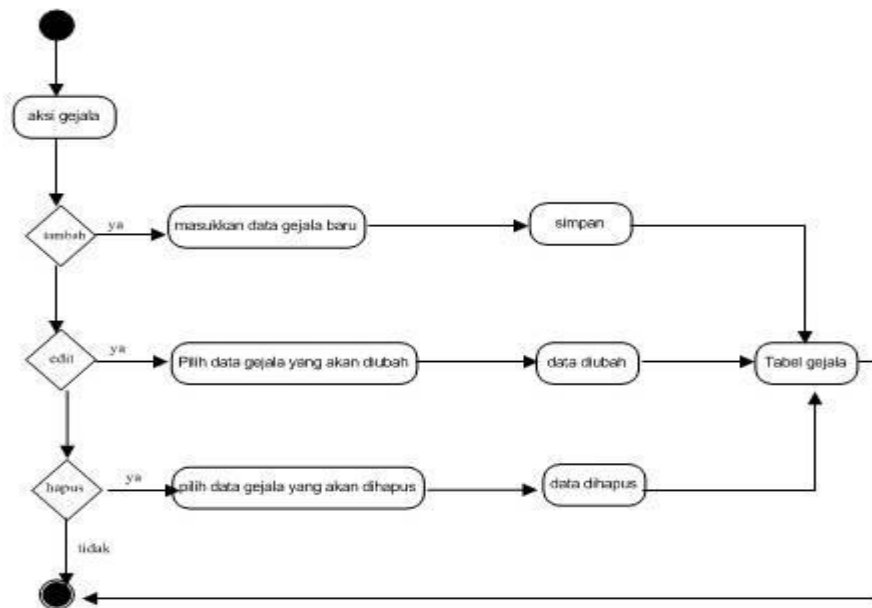 aksi gejala
tambah
ya
masukkan data gejala baru
simpan
edit
ya
Pilih data gejala yang akan diubah
data diubah
Tabel gejala
hapus
ya
pilih data gejala yang akan dihapus
data dihapus
tidak